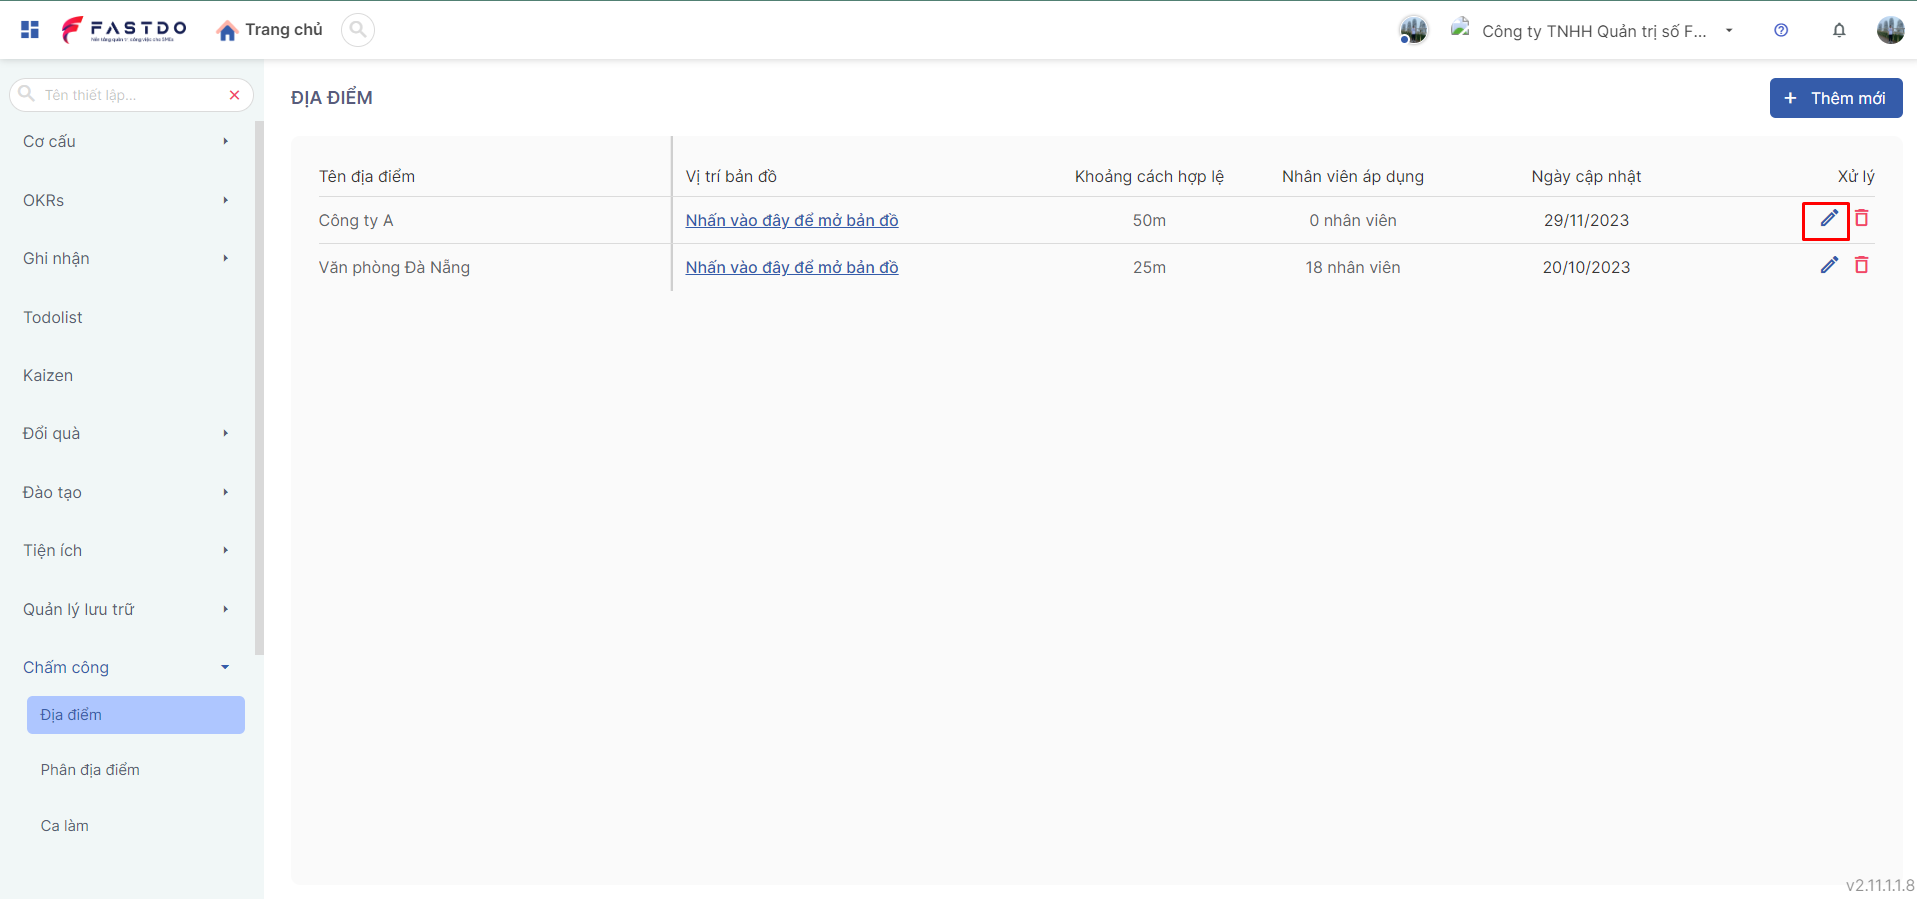 FASTDO
Trang chủ
Công ty TNHH Quản trị số F...
Tên thiết lập...
Cơ cấu
OKRs
Ghi nhận
Todolist
Kaizen
Đổi quà
Đào tạo
Tiện ích
Quản lý lưu trữ
Chấm công
Địa điểm
Phân địa điểm
Ca làm
ĐỊA ĐIỂM
+ Thêm mới
Tên địa điểm Vị trí bản đồ Khoảng cách hợp lệ Nhân viên áp dụng Ngày cập nhật Xử lý
Công ty A Nhấn vào đây để mở bản đồ 50m 0 nhân viên 29/11/2023
Văn phòng Đà Nẵng Nhấn vào đây để mở bản đồ 25m 18 nhân viên 20/10/2023
v2.11.1.1.8